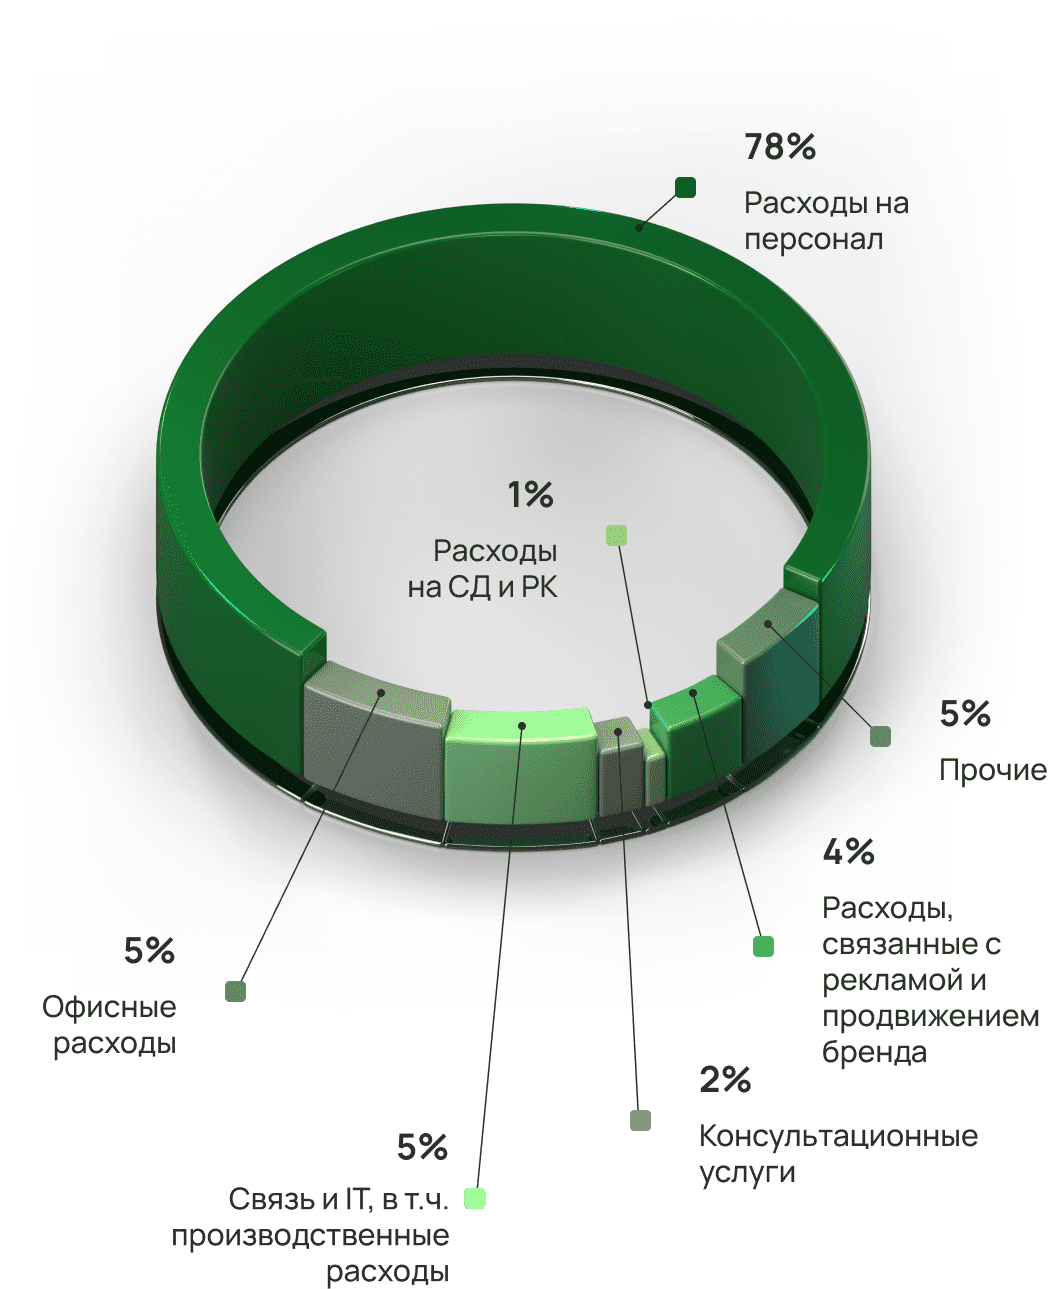 78%
Расходы на
персонал
1%
Расходы
на СД и РК
5%
Прочие
4%
Расходы,
связанные с
рекламой и
продвижением
бренда
5%
Офисные
расходы
2%
Консультационные
услуги
5%
Связь и IT, в т.ч.
производственные
расходы